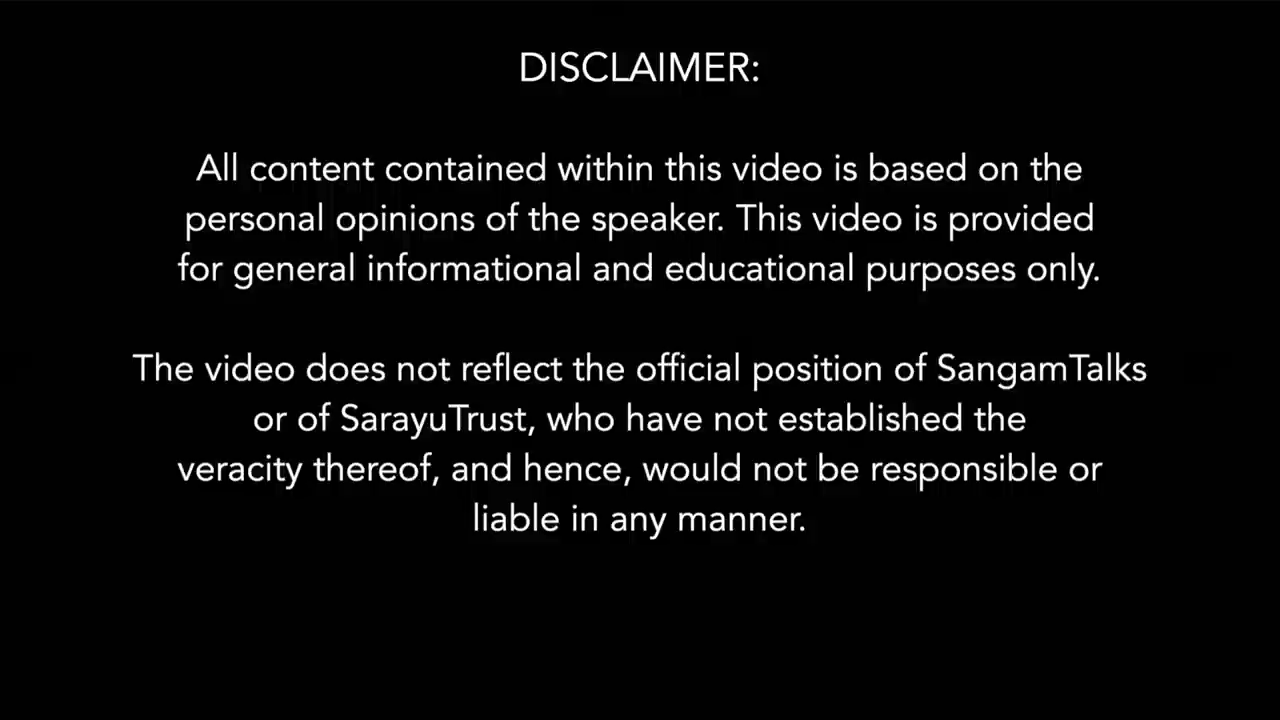 DISCLAIMER:
All content contained within this video is based on the
personal opinions of the speaker. This video is provided
for general informational and educational purposes only.
The video does not reflect the official position of SangamTalks
or of SarayuTrust, who have not established the
veracity thereof, and hence, would not be responsible or
liable in any manner.